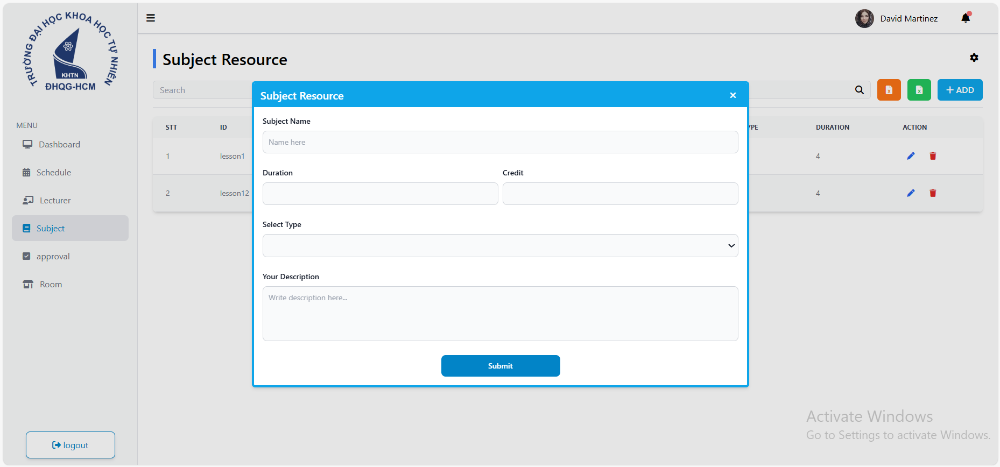 TRƯỜNG ĐẠI HỌC KHOA HỌC TỰ NHIÊN
KHTN
ĐHQG-HCM
David Martinez
Subject Resource
Search
+ ADD
MENU
Dashboard
Schedule
Lecturer
Subject
approval
Room
logout
STT ID DURATION ACTION
1 lesson1 4
2 lesson12 4
Subject Resource
Subject Name
Name here
Duration Credit
Select Type
Your Description
Write description here...
Submit
Activate Windows
Go to Settings to activate Windows.